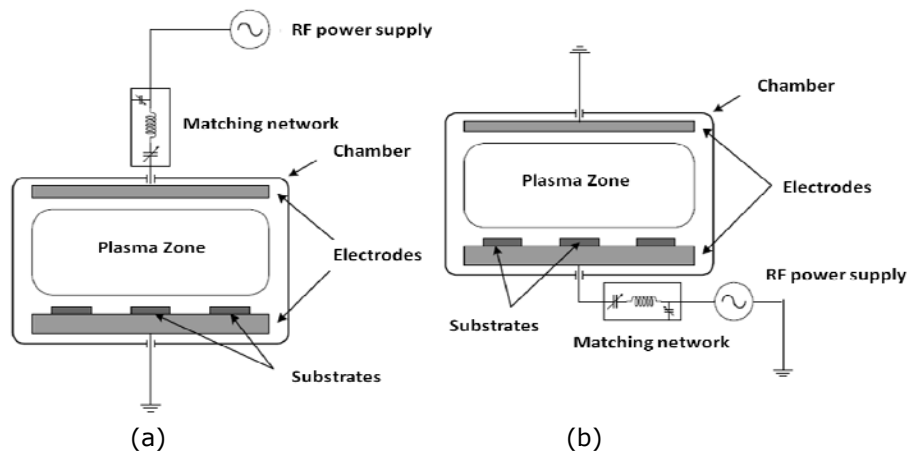 RF power supply
Matching network
Chamber
Plasma Zone
Electrodes
Substrates
(a)
Chamber
Plasma Zone
Electrodes
RF power supply
Substrates
Matching network
(b)